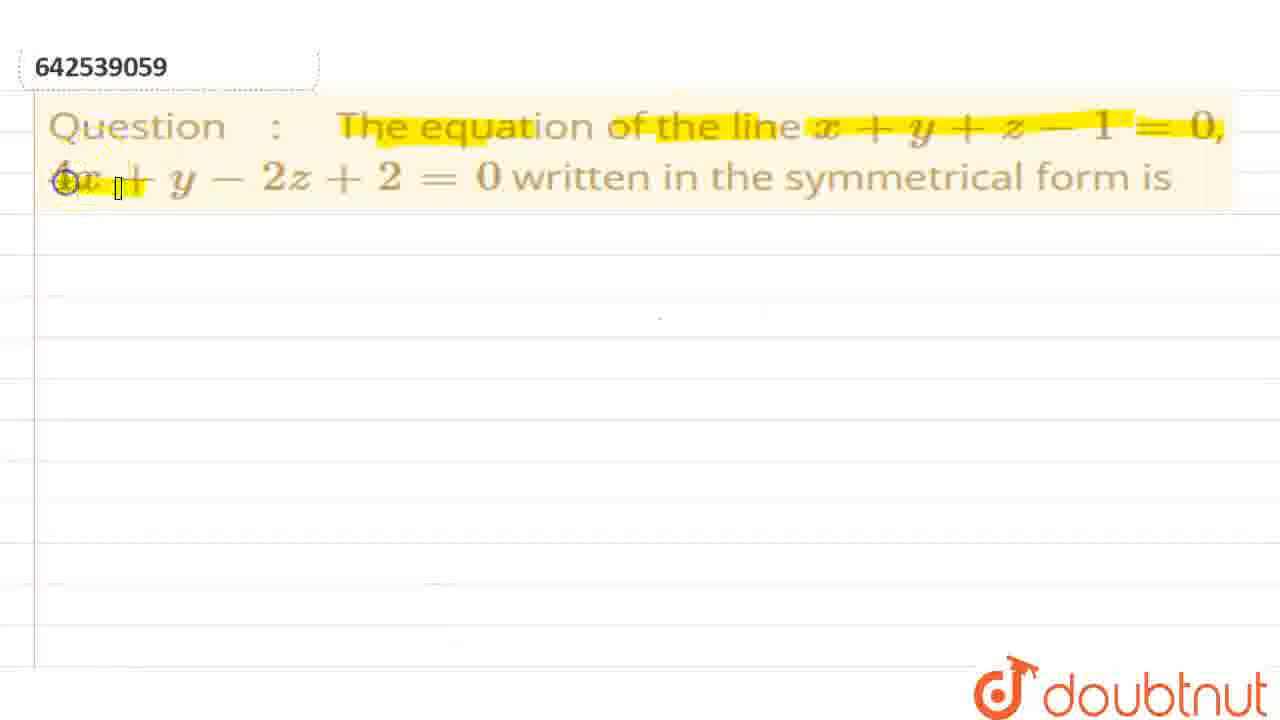 642539059
Question : The equation of the line x + y + z − 1 = 0,
4x + y − 2z + 2 = 0 written in the symmetrical form is
doubtnut